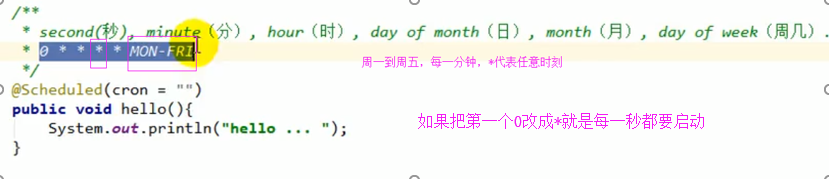 /**
* second(秒), minute（分）, hour（时）, day of month（日）, month（月）, day of week（周几）.
* 0 * * * * MON-FRI
*/
周一到周五，每一分钟，*代表任意时刻
@Scheduled(cron = "")
public void hello(){
System.out.println("hello ... ");
如果把第一个0改成*就是每一秒都要启动
}